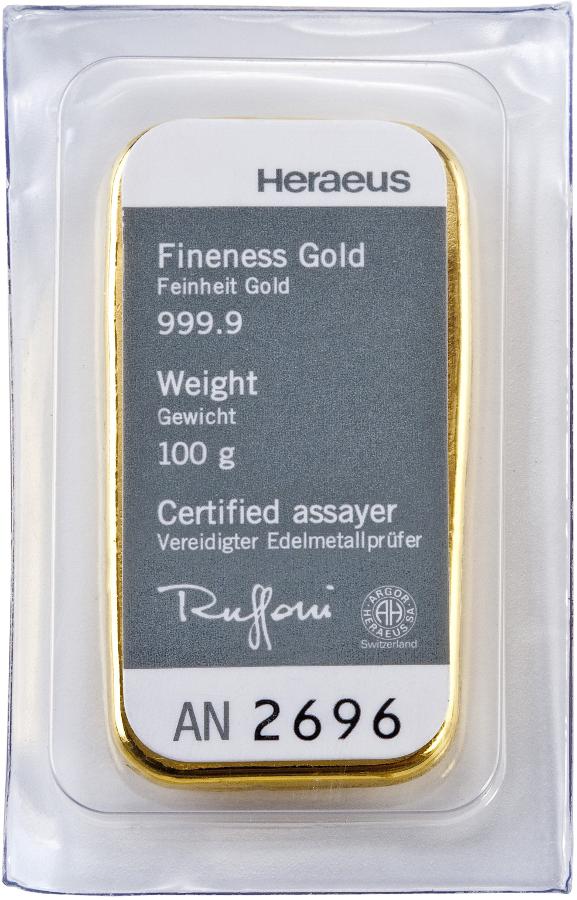 Heraeus
Fineness Gold
Feinheit Gold
999.9
Weight
Gewicht
100 g
Certified assayer
Vereidigter Edelmetallprüfer
Ruffoni
ARGOR
AH
HERAEUS SA
Switzerland
AN 2696